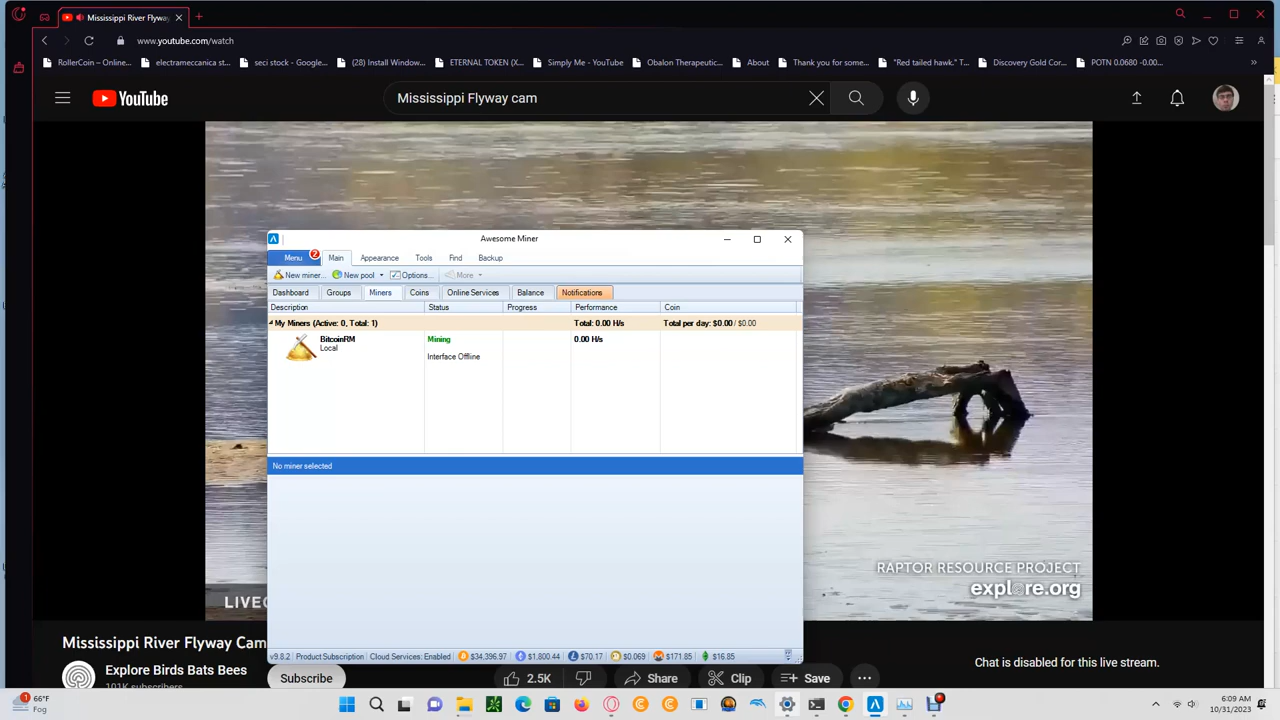 Mississippi River Flyway
www.youtube.com/watch
RollerCoin – Online...
electrameccanica st...
seci stock - Google...
(28) Install Window...
ETERNAL TOKEN (X...
Simply Me - YouTube
Obalon Therapeutic...
About
Thank you for some...
"Red tailed hawk." T...
Discovery Gold Cor...
POTN 0.0680 -0.00...
YouTube
Mississippi Flyway cam
Awesome Miner
Menu 2 Main Appearance Tools Find Backup
New miner... New pool Options... More
Dashboard Groups Miners Coins Online Services Balance Notifications
Description Status Progress Performance Coin
My Miners (Active: 0, Total: 1) Total: 0.00 H/s Total per day: $0.00 / $0.00
BitcoinRM Mining 0.00 H/s
Local
Interface Offline
No miner selected
RAPTOR RESOURCE PROJECT
explore.org
LIVE
v9.8.2 Product Subscription Cloud Services: Enabled $34,396.97 $1,800.44 $70.17 $0.069 $171.85 $16.85
Mississippi River Flyway Cam
Chat is disabled for this live stream.
Explore Birds Bats Bees
101K subscribers
Subscribe
2.5K
Share
Clip
Save
1
66°F
Fog
6:09 AM
10/31/2023